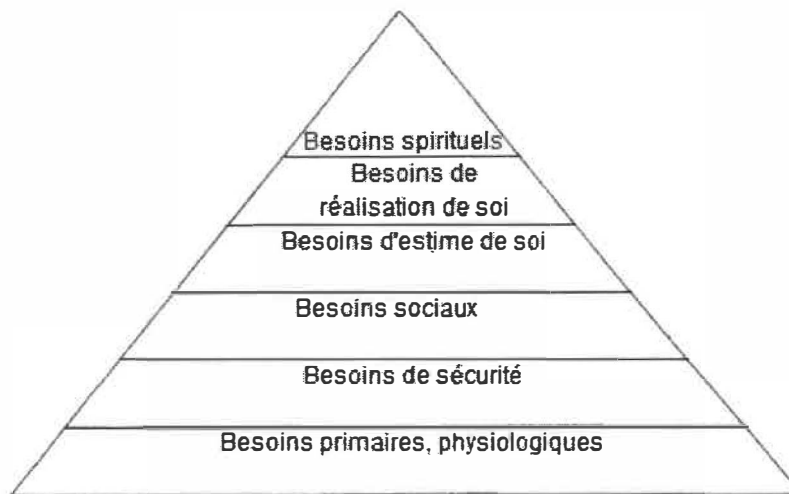 Besoins spirituels
Besoins de
réalisation de soi
Besoins d'estime de soi
Besoins sociaux
Besoins de sécurité
Besoins primaires, physiologiques